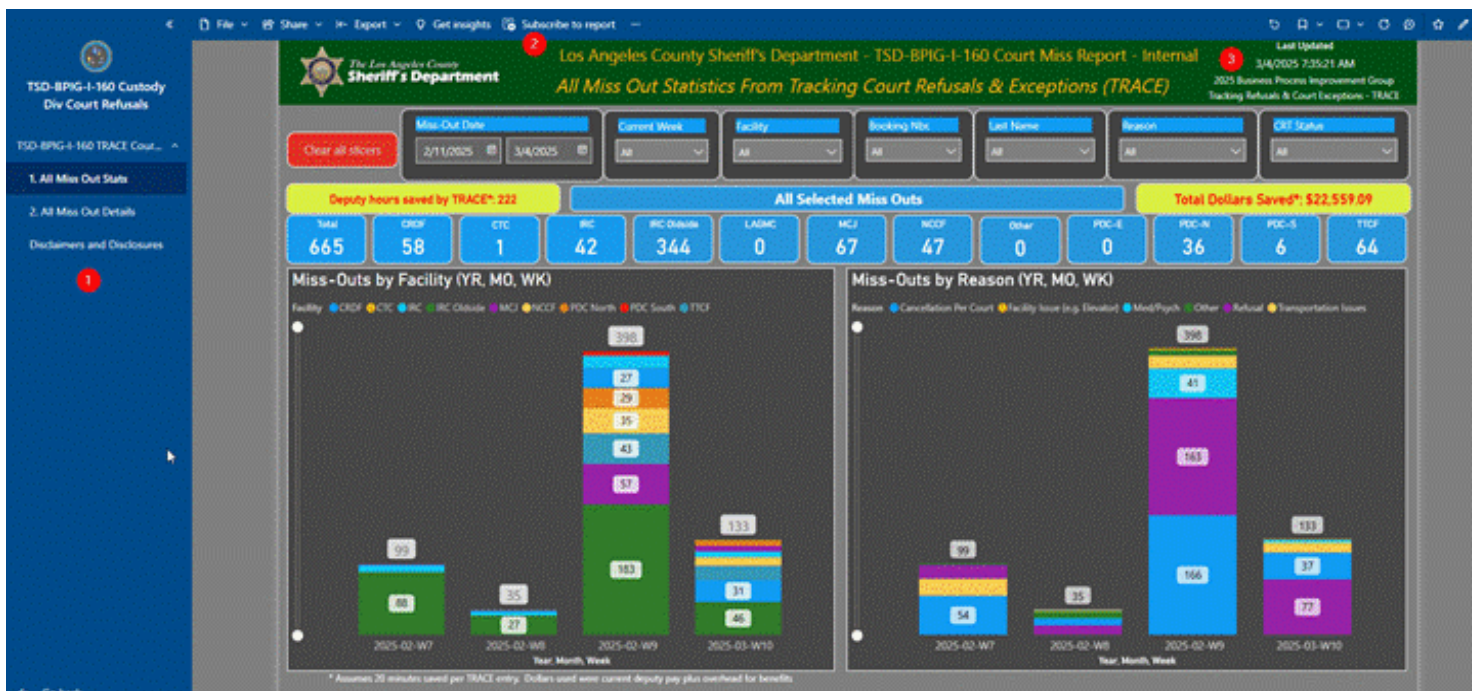 File Share Export Get insights Subscribe to report
TSD-BPIG-I-160 Custody
Div Court Refusals
TSD-BPIG-I-160 TRACE Cour...
1. All Miss Out Stats
2. All Miss Out Details
Disclaimers and Disclosures
1
The Los Angeles County
Sheriff's Department
2
Los Angeles County Sheriff's Department - TSD-BPIG-I-160 Court Miss Report - Internal
All Miss Out Statistics From Tracking Court Refusals & Exceptions (TRACE)
3
Last Updated
3/4/2025 7:35:21 AM
2025 Business Process Improvement Group
Tracking Refusals & Court Exceptions - TRACE
Clear all slicers
Miss-Out Date
2/11/2025 3/4/2025
Current Week
All
Facility
All
Booking Nbr.
All
Last Name
All
Reason
All
CRT Status
All
Deputy hours saved by TRACE*: 222
All Selected Miss Outs
Total Dollars Saved*: $22,559.09
Total CRDF CTC IRC IRC Oldside LADMC MCJ NCCF Other PDC-E PDC-N PDC-S TTCF
665 58 1 42 344 0 67 47 0 0 36 6 64
Miss-Outs by Facility (YR, MO, WK)
Facility CRDF CTC IRC IRC Oldside MCJ NCCF PDC North PDC South TTCF
398
27
29
35
43
57
183
99
88
35
27
133
31
46
2025-02-W7 2025-02-W8 2025-02-W9 2025-03-W10
Year, Month, Week
Miss-Outs by Reason (YR, MO, WK)
Reason Cancellation Per Court Facility Issue (e.g. Elevator) Med/Psych Other Refusal Transportation Issues
398
41
163
166
99
54
35
133
37
77
2025-02-W7 2025-02-W8 2025-02-W9 2025-03-W10
Year, Month, Week
* Assumes 20 minutes saved per TRACE entry. Dollars used were current deputy pay plus overhead for benefits